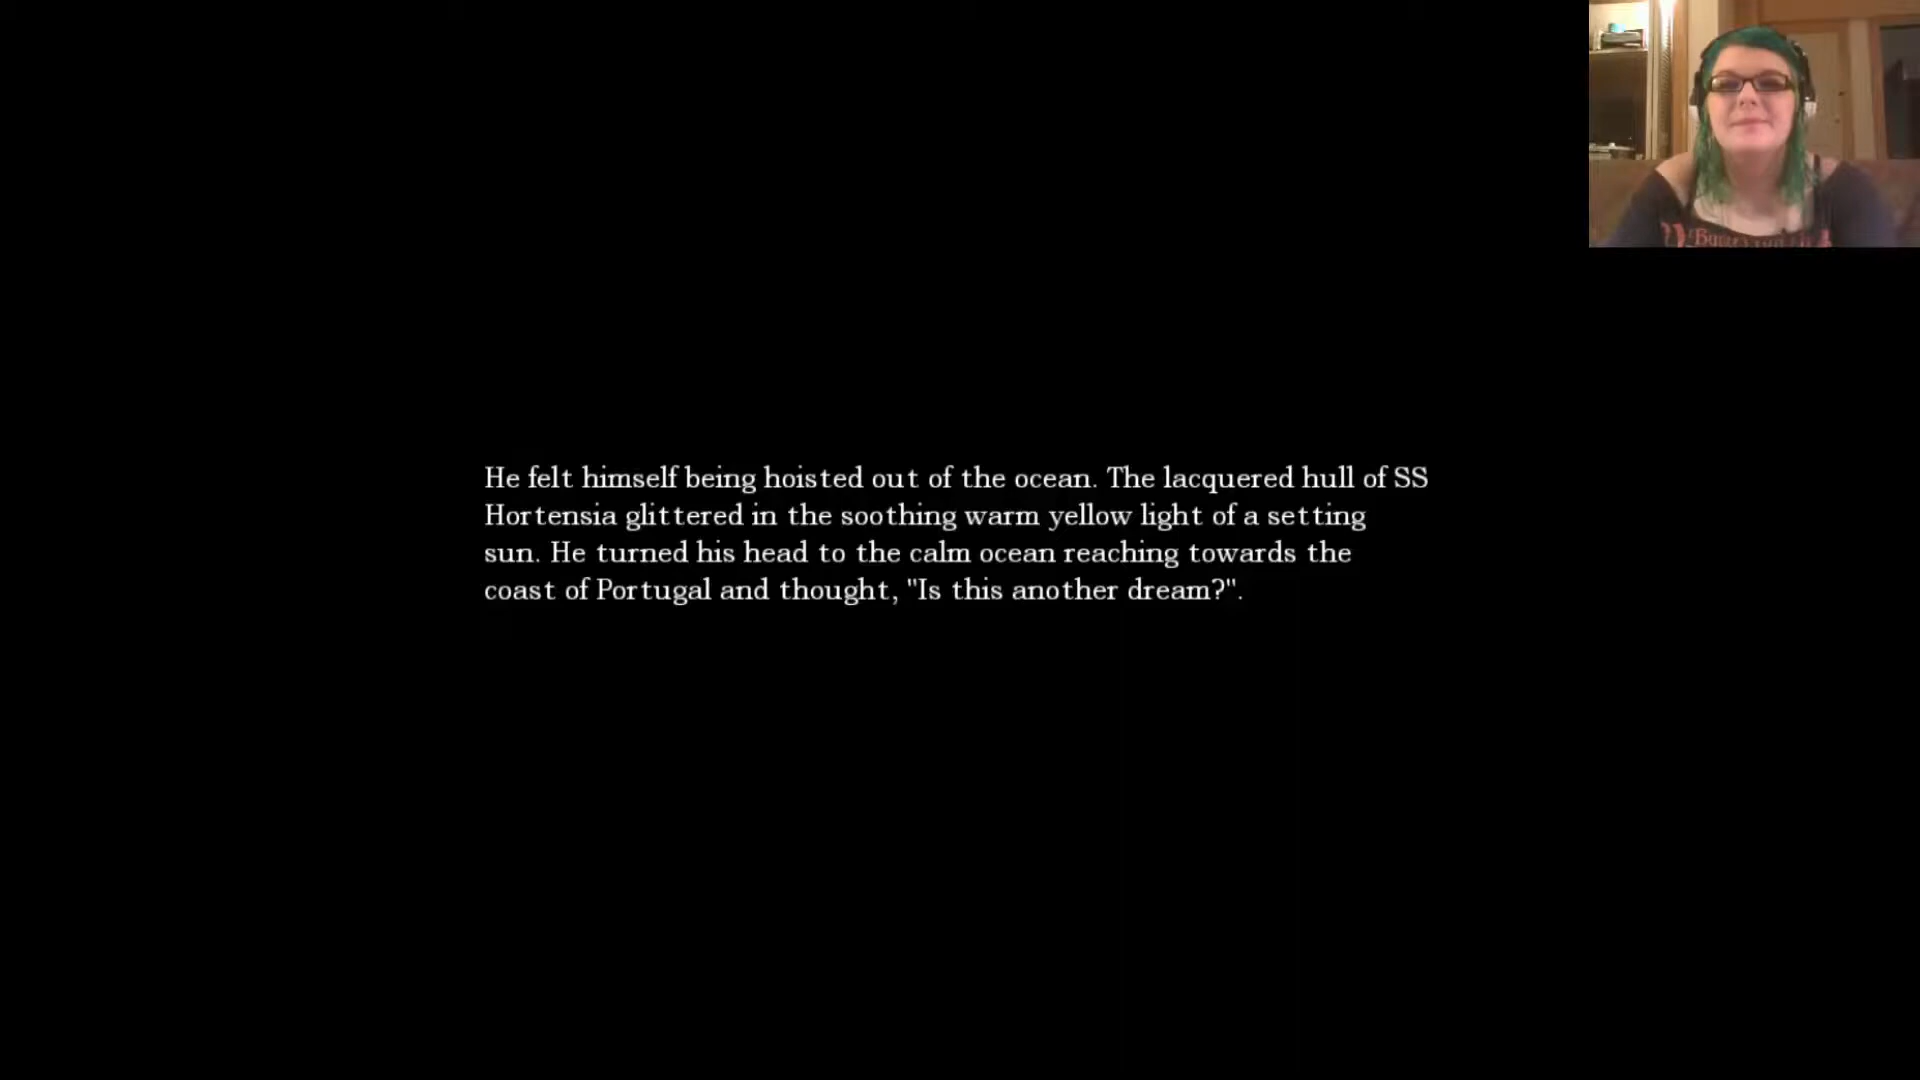 He felt himself being hoisted out of the ocean. The lacquered hull of SS
Hortensia glittered in the soothing warm yellow light of a setting
sun. He turned his head to the calm ocean reaching towards the
coast of Portugal and thought, "Is this another dream?".